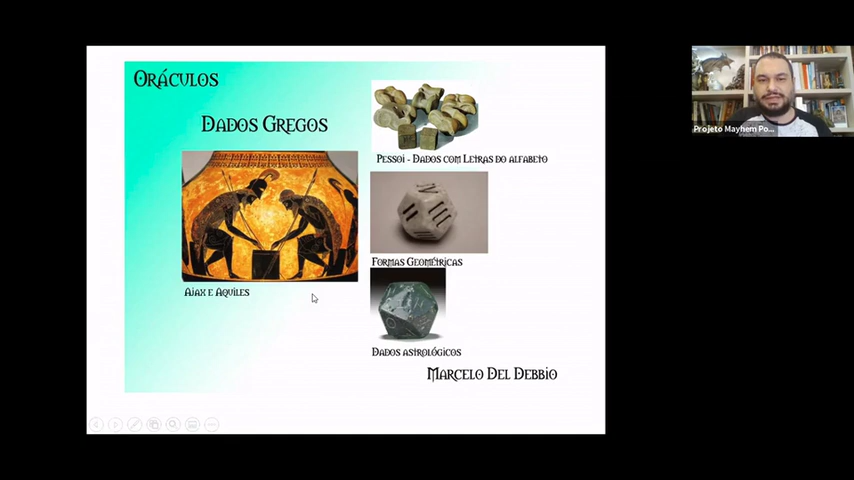 Oráculos
Dados Gregos
Pessoi - Dados com Letras do alfabeto
Formas Geométricas
Ajax e Aquiles
Dados astrológicos
Marcelo Del Debbio
Projeto Mayhem Po...